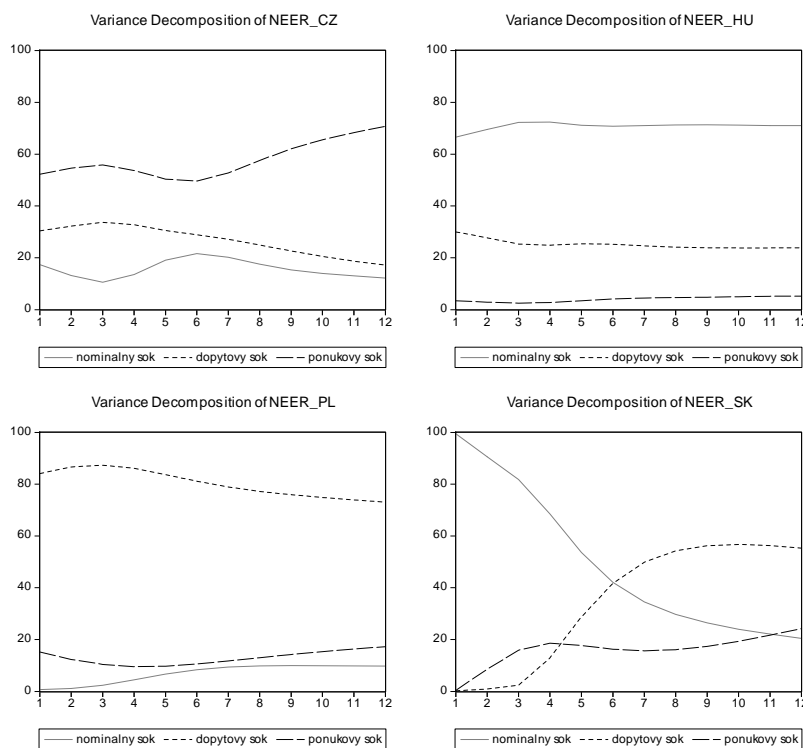 Variance Decomposition of NEER_CZ
100
80
60
40
20
0
1 2 3 4 5 6 7 8 9 10 11 12
nominalny sok dopytovy sok ponukovy sok
Variance Decomposition of NEER_HU
100
80
60
40
20
0
1 2 3 4 5 6 7 8 9 10 11 12
nominalny sok dopytovy sok ponukovy sok
Variance Decomposition of NEER_PL
100
80
60
40
20
0
1 2 3 4 5 6 7 8 9 10 11 12
nominalny sok dopytovy sok ponukovy sok
Variance Decomposition of NEER_SK
100
80
60
40
20
0
1 2 3 4 5 6 7 8 9 10 11 12
nominalny sok dopytovy sok ponukovy sok